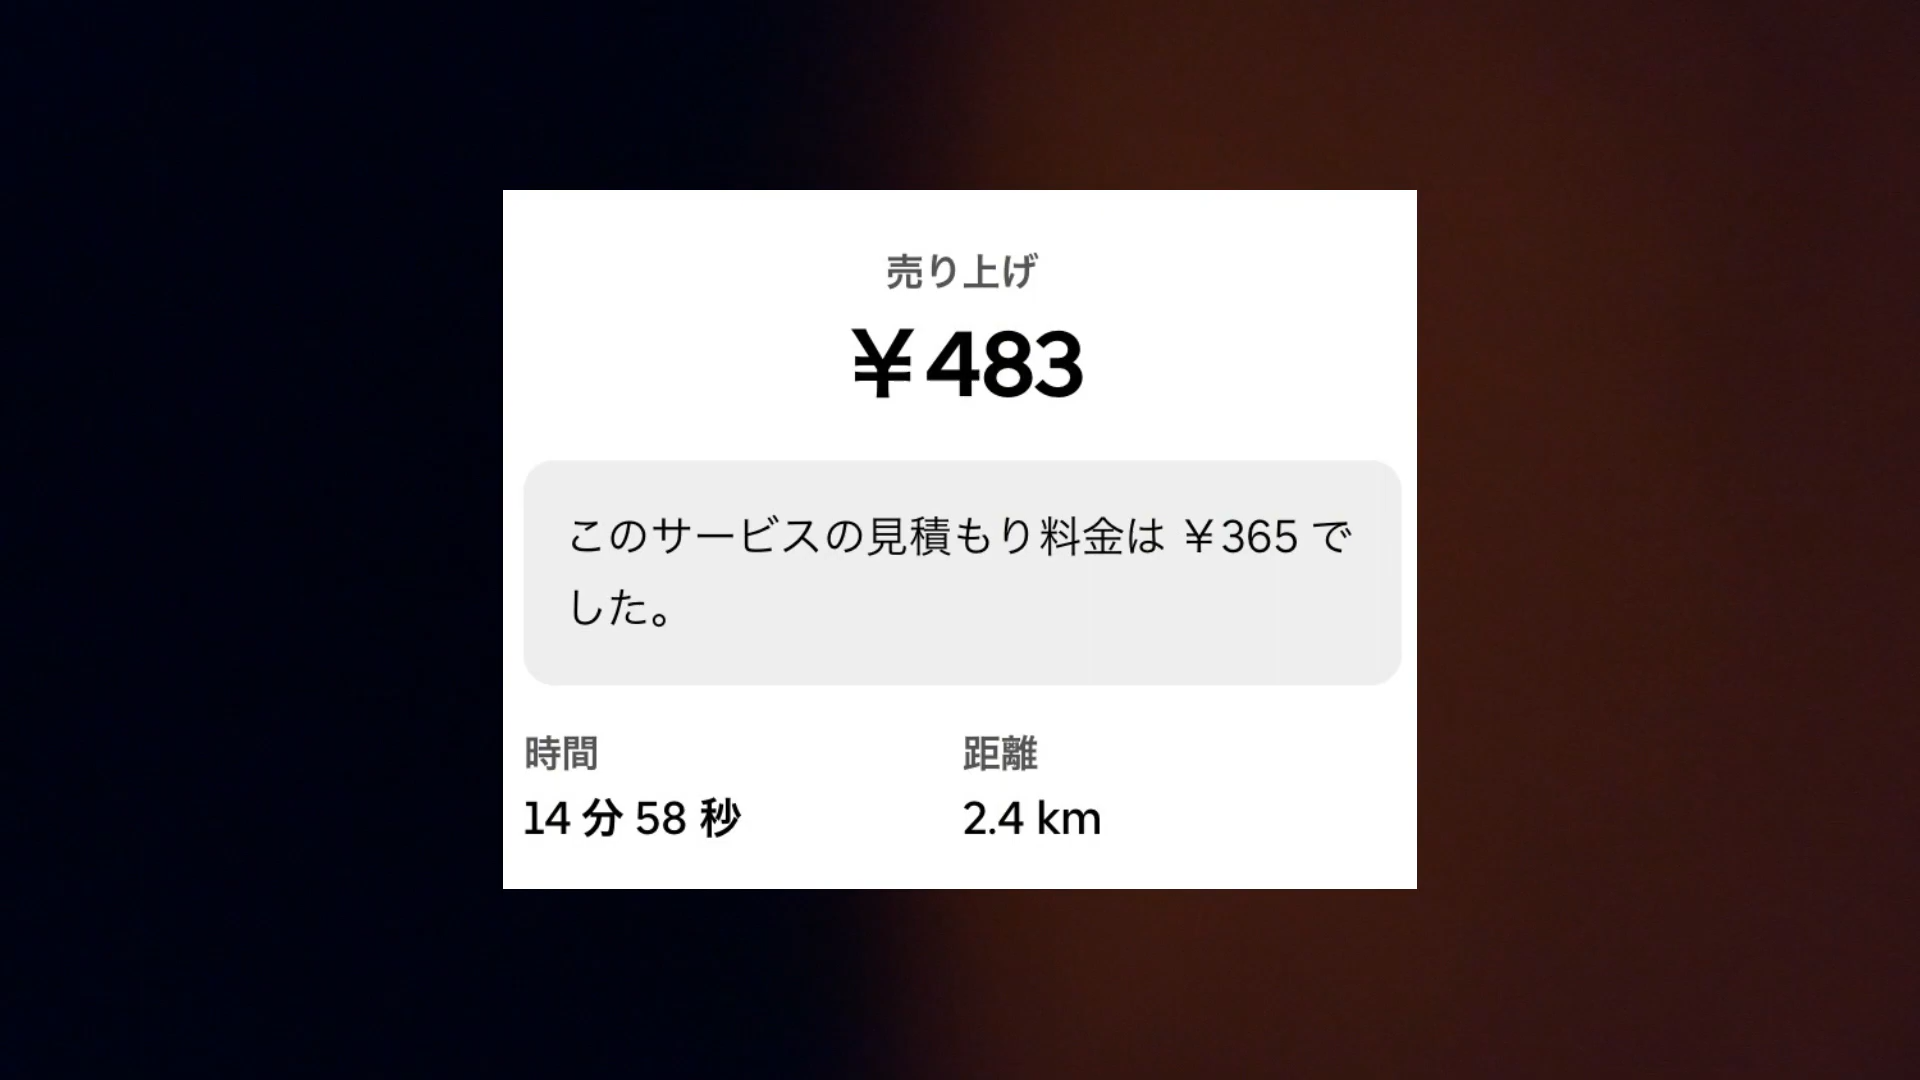 売り上げ
￥483
このサービスの見積もり料金は ￥365 で
した。
時間
距離
14 分 58 秒
2.4 km